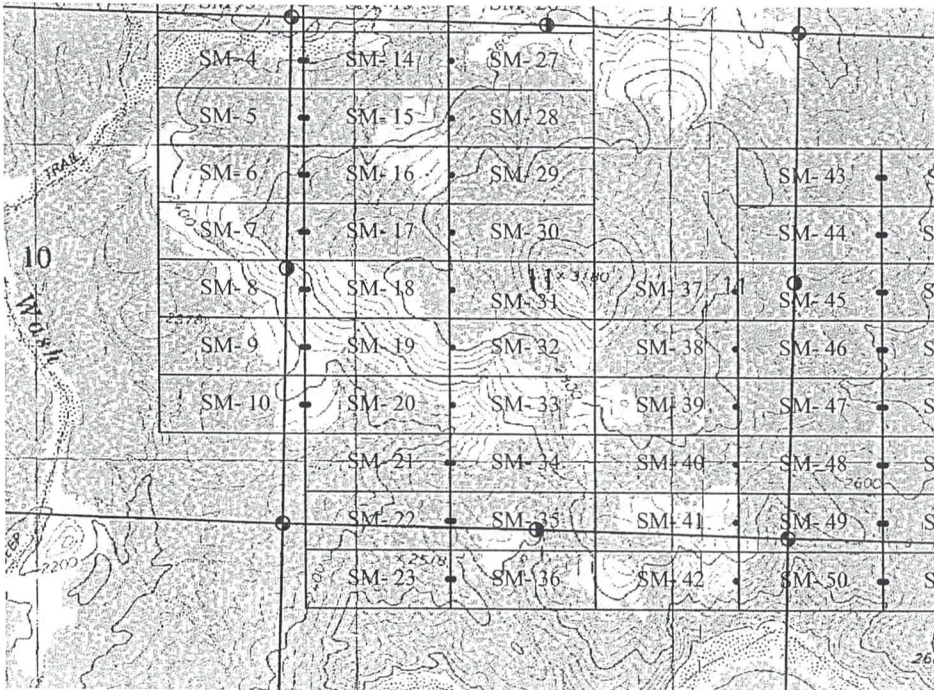 SM-4 SM-14 SM-27
SM-5 SM-15 SM-28
TRAIL
SM-6 SM-16 SM-29 SM-43
SM-7 SM-17 SM-30 SM-44
10
SM-8 SM-18 11 × 3180 SM-31 SM-37 SM-45
Wash
2378
SM-9 SM-19 SM-32 SM-38 SM-46
SM-10 SM-20 SM-33 SM-39 SM-47
SM-21 SM-34 SM-40 SM-48
2600
SM-22 SM-35 SM-41 SM-49
2200
2518
SM-23 SM-36 SM-42 SM-50